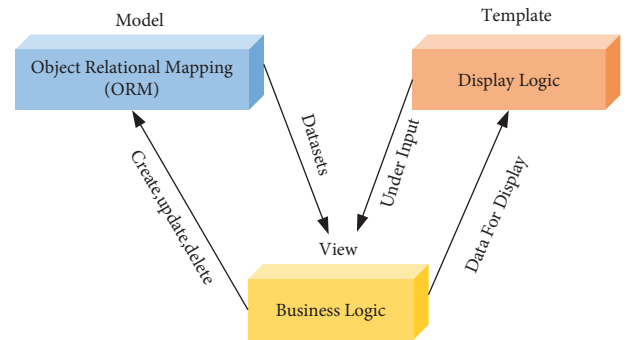 Model
Template
Object Relational Mapping
(ORM)
Display Logic
Create,update,delete
Datasets
Under Input
Data For Display
View
Business Logic